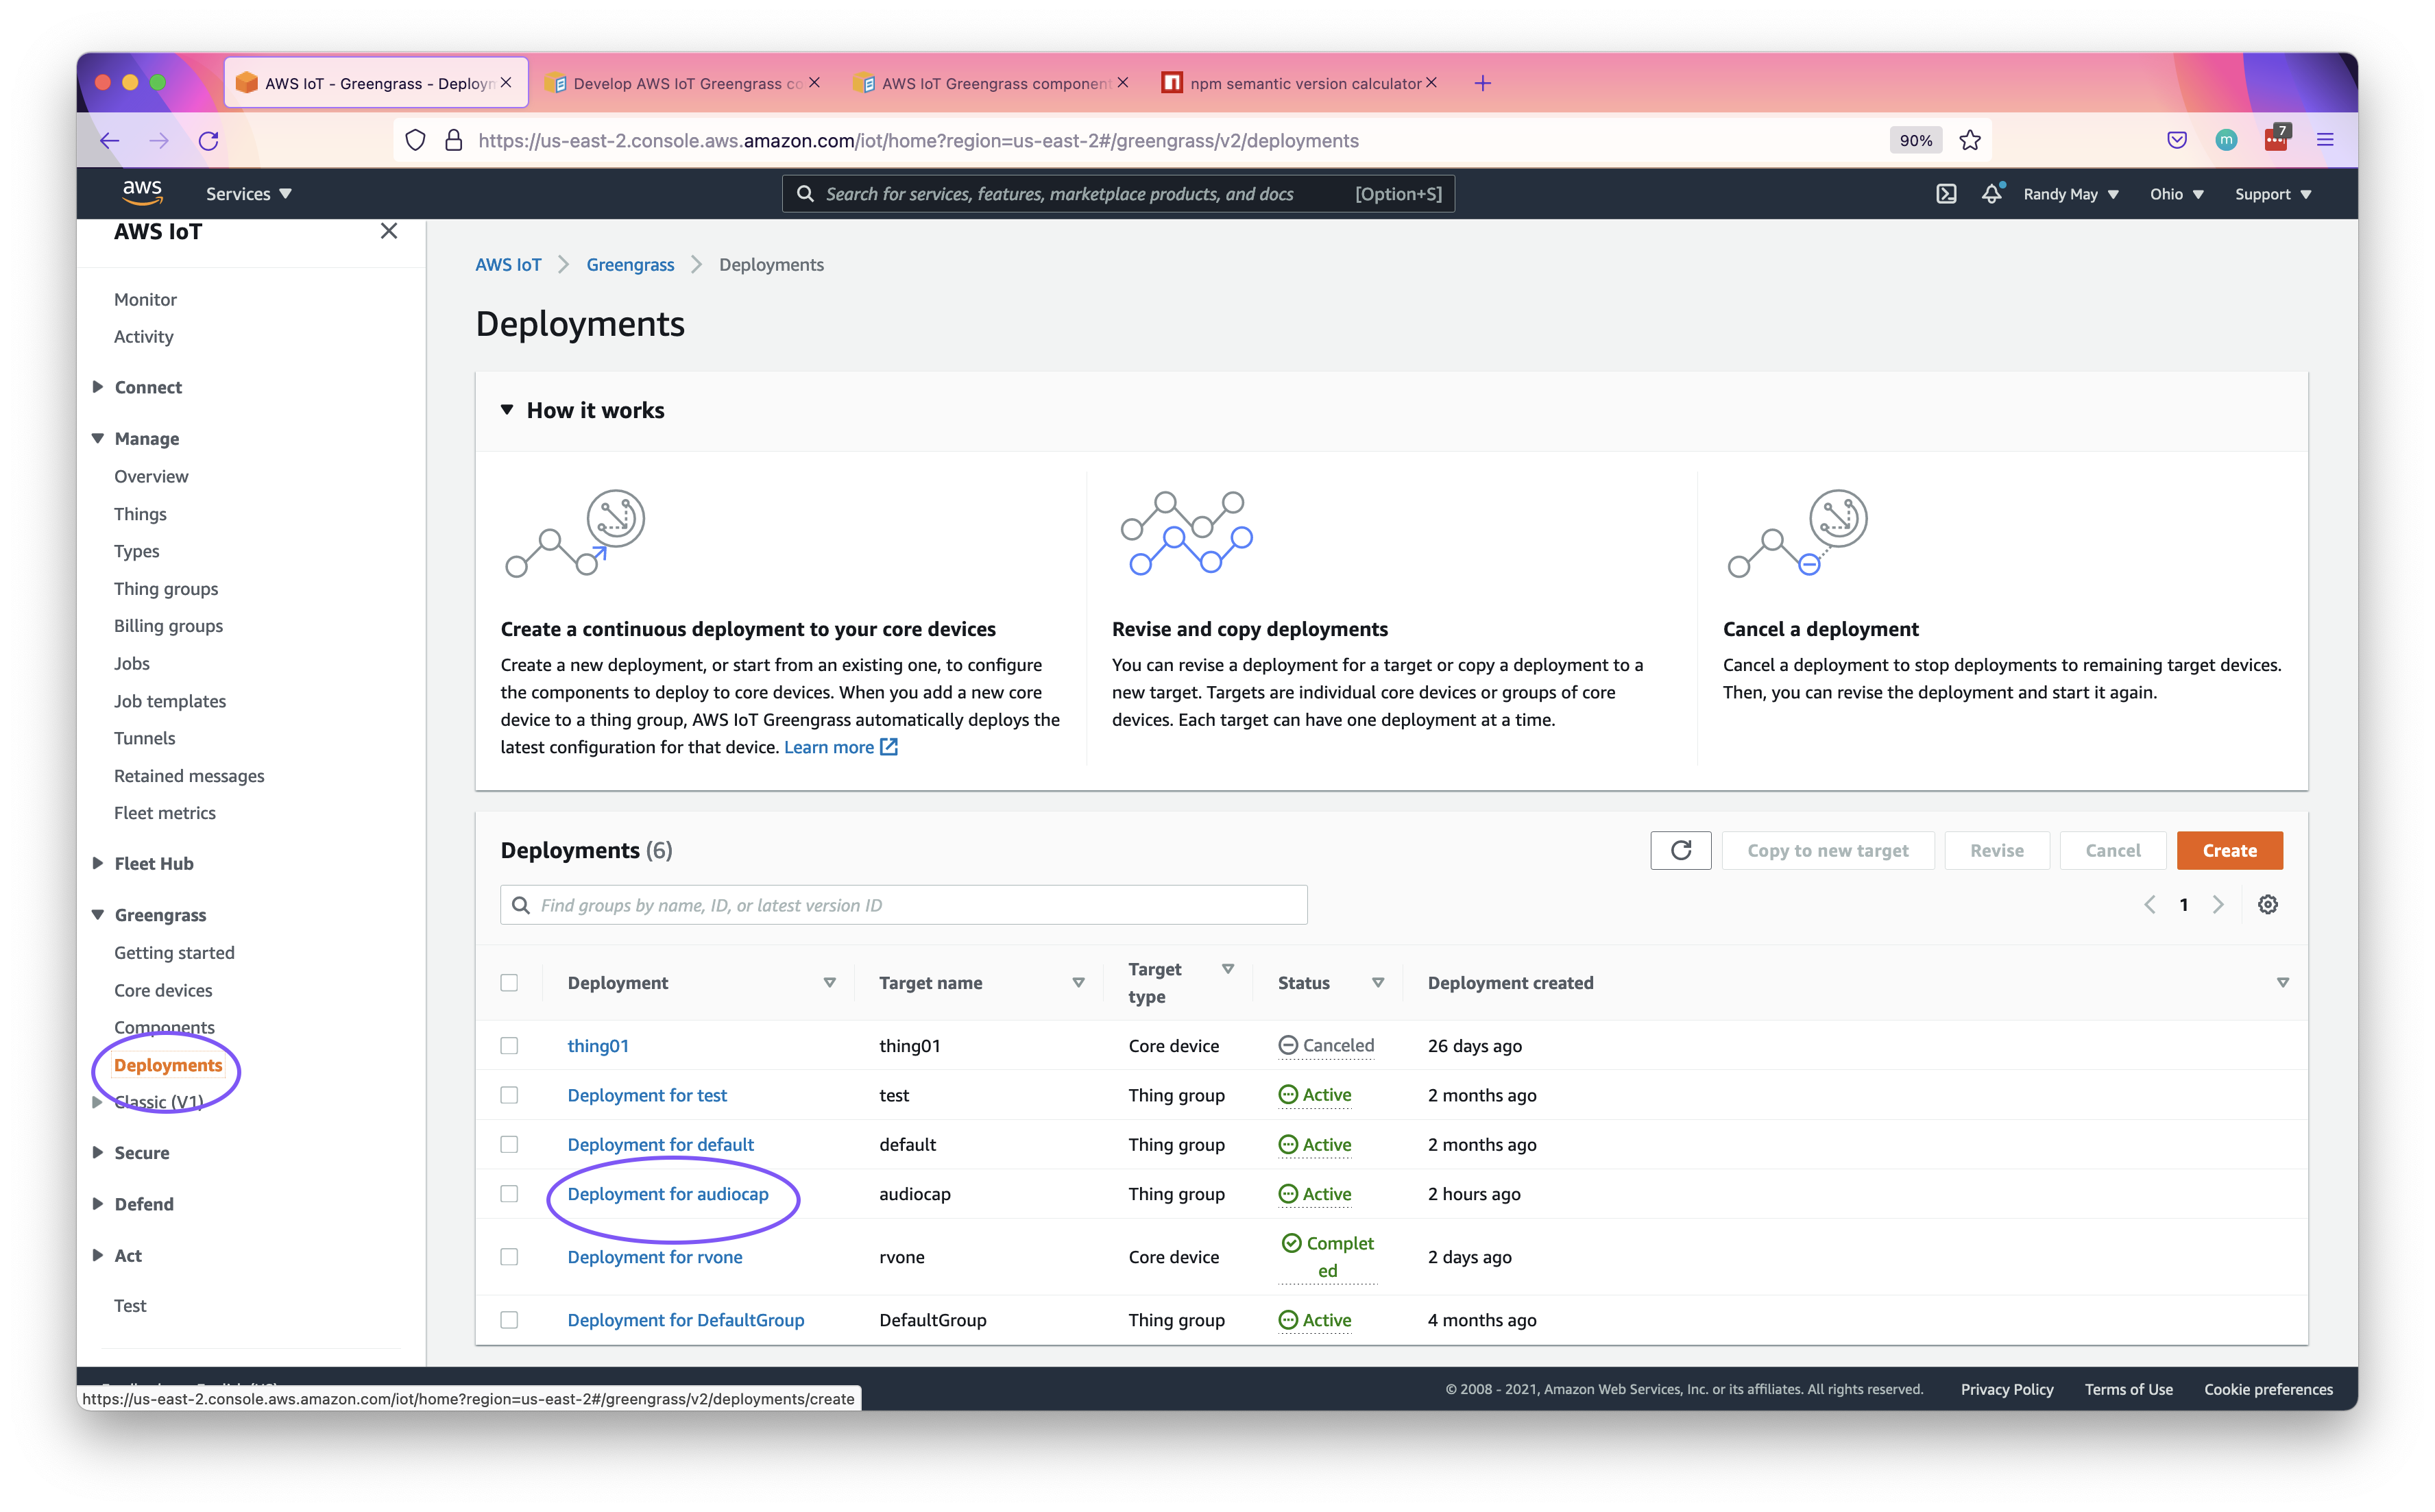 AWS IoT - Greengrass - Deploym
Develop AWS IoT Greengrass co
AWS IoT Greengrass component
npm semantic version calculator
https://us-east-2.console.aws.amazon.com/iot/home?region=us-east-2#/greengrass/v2/deployments
90%
m
7
aws
Services
Search for services, features, marketplace products, and docs
[Option+S]
Randy May
Ohio
Support
AWS IoT
Monitor
Activity
Connect
Manage
Overview
Things
Types
Thing groups
Billing groups
Jobs
Job templates
Tunnels
Retained messages
Fleet metrics
Fleet Hub
Greengrass
Getting started
Core devices
Components
Deployments
Classic (V1)
Secure
Defend
Act
Test
AWS IoT > Greengrass > Deployments
Deployments
How it works
Create a continuous deployment to your core devices
Create a new deployment, or start from an existing one, to configure
the components to deploy to core devices. When you add a new core
device to a thing group, AWS IoT Greengrass automatically deploys the
latest configuration for that device. Learn more
Revise and copy deployments
You can revise a deployment for a target or copy a deployment to a
new target. Targets are individual core devices or groups of core
devices. Each target can have one deployment at a time.
Cancel a deployment
Cancel a deployment to stop deployments to remaining target devices.
Then, you can revise the deployment and start it again.
Deployments (6)
Copy to new target
Revise
Cancel
Create
Find groups by name, ID, or latest version ID
1
Deployment
Target name
Target
type
Status
Deployment created
thing01 thing01 Core device Canceled 26 days ago
Deployment for test test Thing group Active 2 months ago
Deployment for default default Thing group Active 2 months ago
Deployment for audiocap audiocap Thing group Active 2 hours ago
Deployment for rvone rvone Core device Complet
ed 2 days ago
Deployment for DefaultGroup DefaultGroup Thing group Active 4 months ago
https://us-east-2.console.aws.amazon.com/iot/home?region=us-east-2#/greengrass/v2/deployments/create
© 2008 - 2021, Amazon Web Services, Inc. or its affiliates. All rights reserved.
Privacy Policy
Terms of Use
Cookie preferences